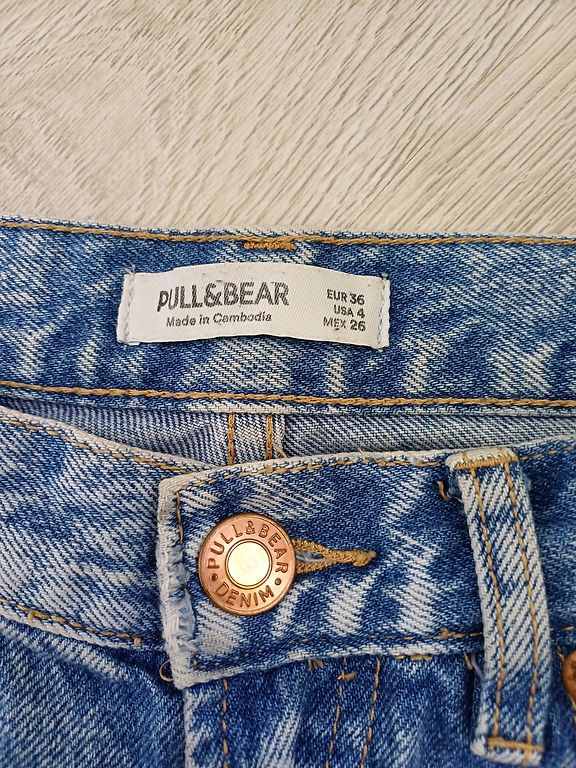 PULL&BEAR
Made in Cambodia
EUR 36
USA 4
MEX 26
PULL&BEAR
DENIM